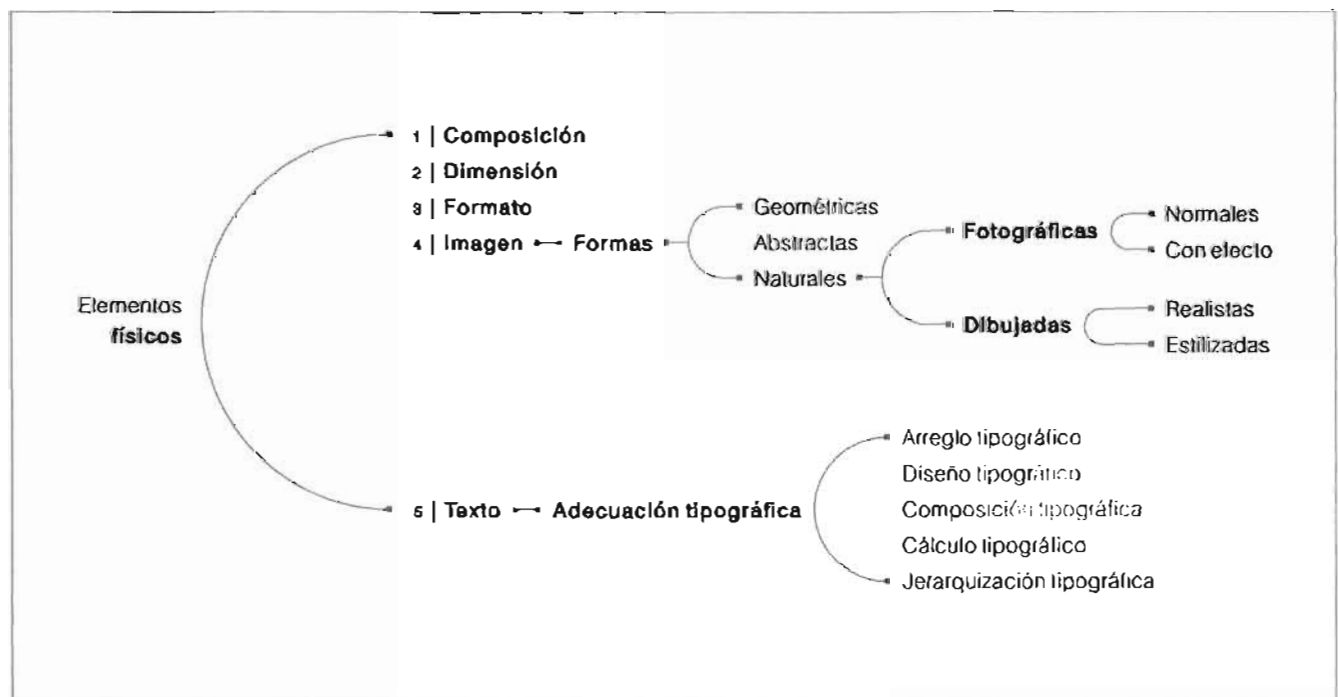 Elementos
físicos
1 | Composición
2 | Dimensión
3 | Formato
4 | Imagen Formas
Geométricas
Abstractas
Naturales
Fotográficas
Normales
Con efecto
Dibujadas
Realistas
Estilizadas
5 | Texto Adecuación tipográfica
Arreglo tipográfico
Diseño tipográfico
Composición tipográfica
Cálculo tipográfico
Jerarquización tipográfica